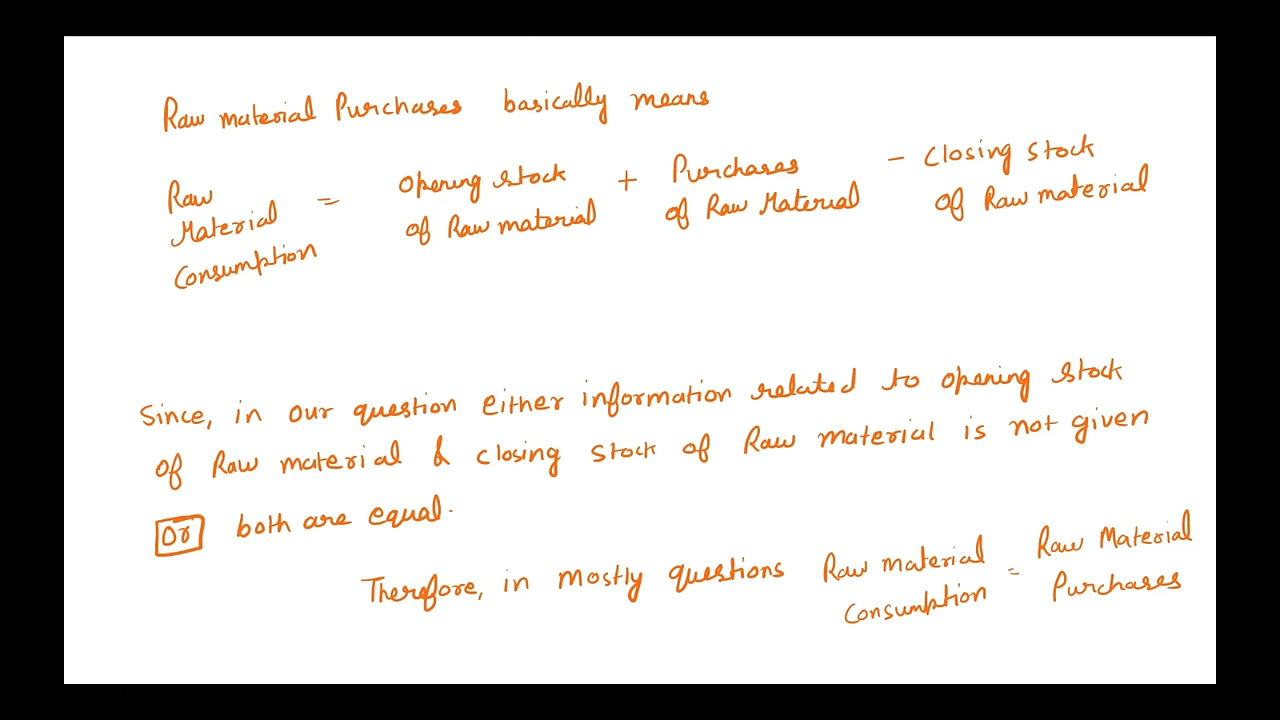 Raw material Purchases basically means
Raw Material Consumption = Opening stock of Raw material + Purchases of Raw Material - Closing stock of Raw material
Since, in our question either information related to opening stock
of Raw material & closing stock of Raw material is not given
Or both are equal.
Therefore, in mostly questions Raw material Consumption = Raw Material Purchases